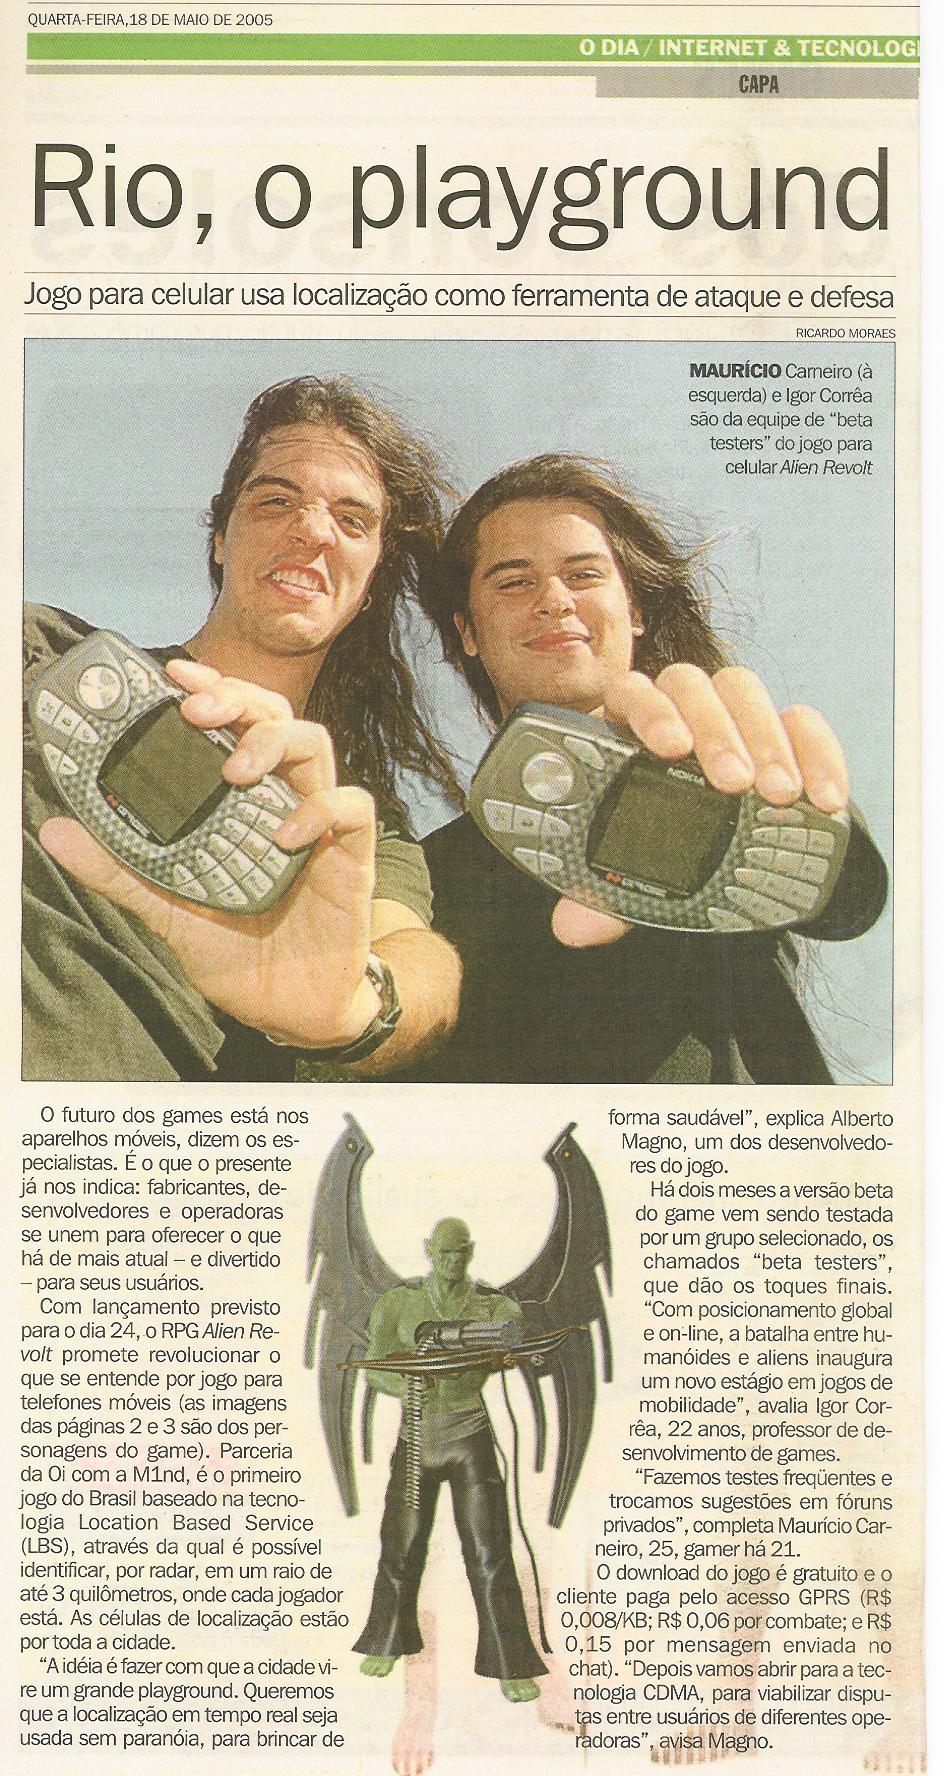 QUARTA-FEIRA,18 DE MAIO DE 2005
O DIA / INTERNET & TECNOLOG
CAPA
Rio, o playground
Jogo para celular usa localização como ferramenta de ataque e defesa
RICARDO MORAES
MAURÍCIO Carneiro (à
esquerda) e Igor Corrêa
são da equipe de “beta
testers” do jogo para
celular Alien Revolt
NOKIA
O futuro dos games está nos
aparelhos móveis, dizem os es-
pecialistas. É o que o presente
já nos indica: fabricantes, de-
senvolvedores e operadoras
se unem para oferecer o que
há de mais atual – e divertido
– para seus usuários.
Com lançamento previsto
para o dia 24, o RPG Alien Re-
volt promete revolucionar o
que se entende por jogo para
telefones móveis (as imagens
das páginas 2 e 3 são dos per-
sonagens do game). Parceria
da Oi com a M1nd, é o primeiro
jogo do Brasil baseado na tecno-
logia Location Based Service
(LBS), através da qual é possível
identificar, por radar, em um raio de
até 3 quilômetros, onde cada jogador
está. As células de localização estão
por toda a cidade.
“A idéia é fazer com que a cidade vi-
re um grande playground. Queremos
que a localização em tempo real seja
usada sem paranóia, para brincar de
forma saudável”, explica Alberto
Magno, um dos desenvolvedo-
res do jogo.
Há dois meses a versão beta
do game vem sendo testada
por um grupo selecionado, os
chamados “beta testers”,
que dão os toques finais.
“Com posicionamento global
e on-line, a batalha entre hu-
manóides e aliens inaugura
um novo estágio em jogos de
mobilidade”, avalia Igor Cor-
rêa, 22 anos, professor de de-
senvolvimento de games.
“Fazemos testes freqüentes e
trocamos sugestões em fóruns
privados”, completa Maurício Car-
neiro, 25, gamer há 21.
O download do jogo é gratuito e o
cliente paga pelo acesso GPRS (R$
0,008/KB; R$ 0,06 por combate; e R$
0,15 por mensagem enviada no
chat). “Depois vamos abrir para a tec-
nologia CDMA, para viabilizar dispu-
tas entre usuários de diferentes ope-
radoras”, avisa Magno.